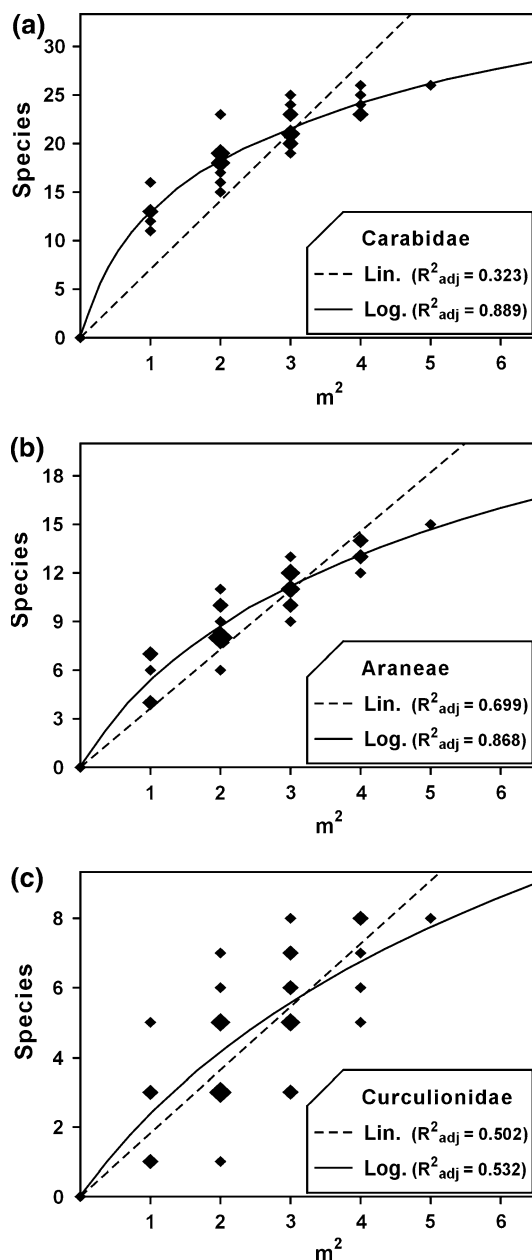 (a)
30
25
20
15
10
5
0
Species
Carabidae
Lin. (R²adj = 0.323)
Log. (R²adj = 0.889)
1 2 3 4 5 6
m²
(b)
18
15
12
9
6
3
0
Species
Araneae
Lin. (R²adj = 0.699)
Log. (R²adj = 0.868)
1 2 3 4 5 6
m²
(c)
8
6
4
2
0
Species
Curculionidae
Lin. (R²adj = 0.502)
Log. (R²adj = 0.532)
1 2 3 4 5 6
m²